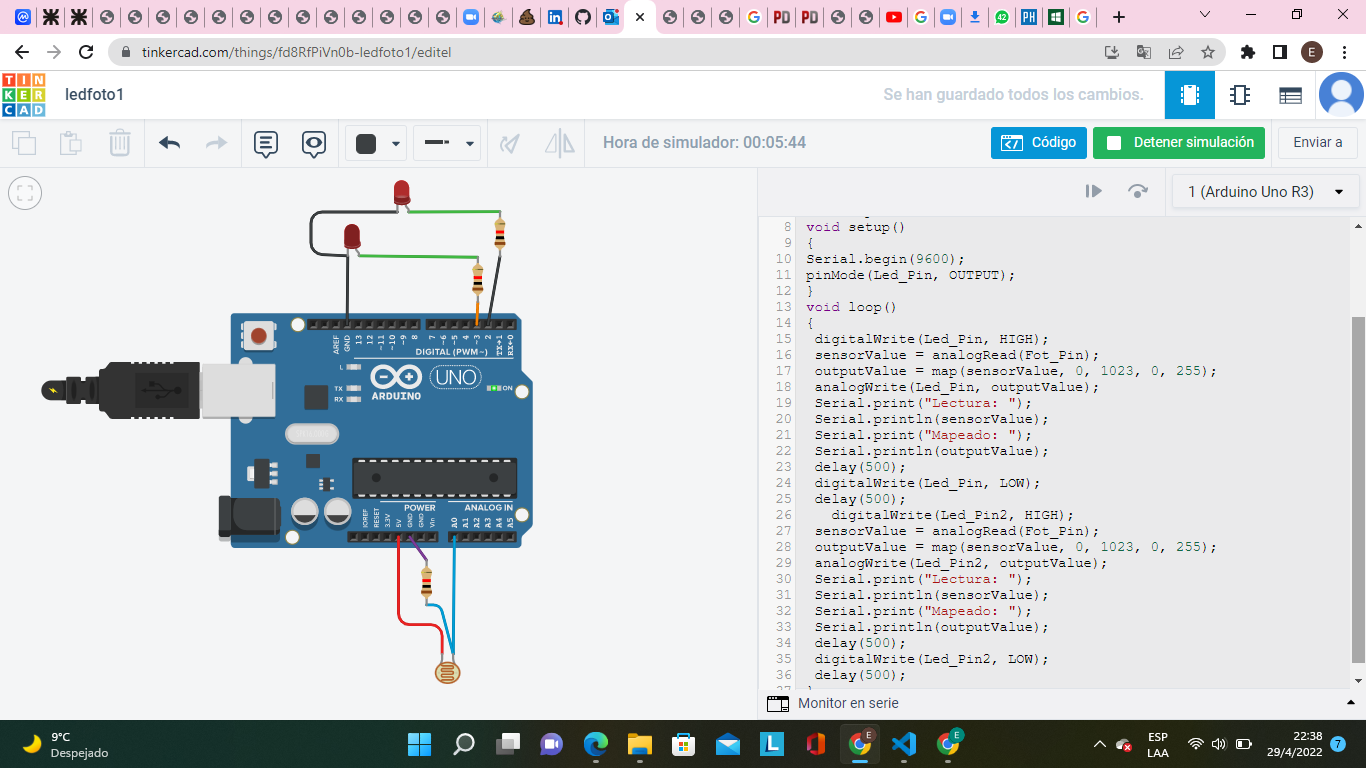 tinkercad.com/things/fd8RfPiVn0b-ledfoto1/editel
E
TIN
KER
CAD
ledfoto1
Se han guardado todos los cambios.
Hora de simulador: 00:05:44
Código
Detener simulación
Enviar a
1 (Arduino Uno R3)
8 void setup()
9 {
10 Serial.begin(9600);
11 pinMode(Led_Pin, OUTPUT);
12 }
13 void loop()
14 {
15 digitalWrite(Led_Pin, HIGH);
16 sensorValue = analogRead(Fot_Pin);
17 outputValue = map(sensorValue, 0, 1023, 0, 255);
18 analogWrite(Led_Pin, outputValue);
19 Serial.print("Lectura: ");
20 Serial.println(sensorValue);
21 Serial.print("Mapeado: ");
22 Serial.println(outputValue);
23 delay(500);
24 digitalWrite(Led_Pin, LOW);
25 delay(500);
26 digitalWrite(Led_Pin2, HIGH);
27 sensorValue = analogRead(Fot_Pin);
28 outputValue = map(sensorValue, 0, 1023, 0, 255);
29 analogWrite(Led_Pin2, outputValue);
30 Serial.print("Lectura: ");
31 Serial.println(sensorValue);
32 Serial.print("Mapeado: ");
33 Serial.println(outputValue);
34 delay(500);
35 digitalWrite(Led_Pin2, LOW);
36 delay(500);
Monitor en serie
AREF GND 13 12 ~11 ~10 ~9 8 7 ~6 ~5 4 ~3 2 TX→1 RX←0
DIGITAL (PWM~)
L
TX
RX
UNO
ON
ARDUINO
POWER
ANALOG IN
IOREF RESET 3.3V 5V GND GND Vin A0 A1 A2 A3 A4 A5
9°C
Despejado
ESP
LAA
22:38
29/4/2022
7